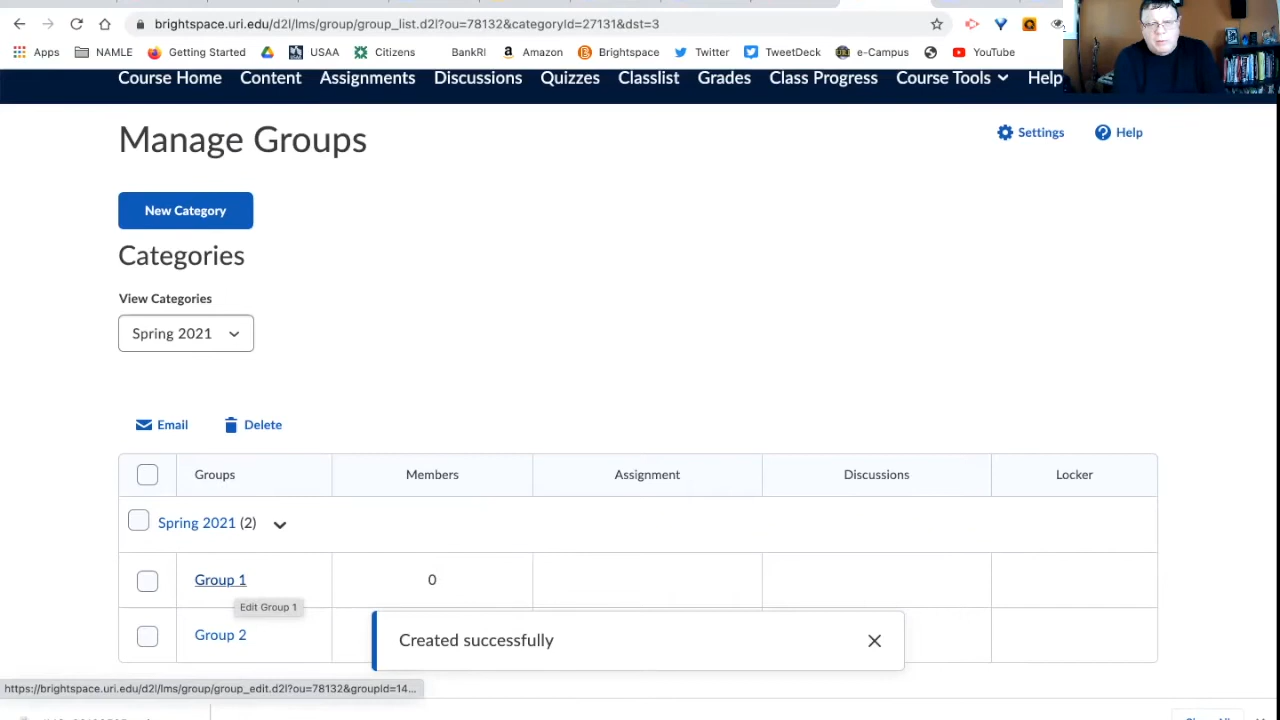 brightspace.uri.edu/d2l/lms/group/group_list.d2l?ou=78132&categoryId=27131&dst=3
Apps NAMLE Getting Started USAA Citizens BankRI Amazon Brightspace Twitter TweetDeck e-Campus YouTube
Course Home Content Assignments Discussions Quizzes Classlist Grades Class Progress Course Tools Help
Manage Groups
Settings Help
New Category
Categories
View Categories
Spring 2021
Email Delete
Groups Members Assignment Discussions Locker
Spring 2021 (2)
Group 1 0
Edit Group 1
Group 2
Created successfully
https://brightspace.uri.edu/d2l/lms/group/group_edit.d2l?ou=78132&groupId=14...